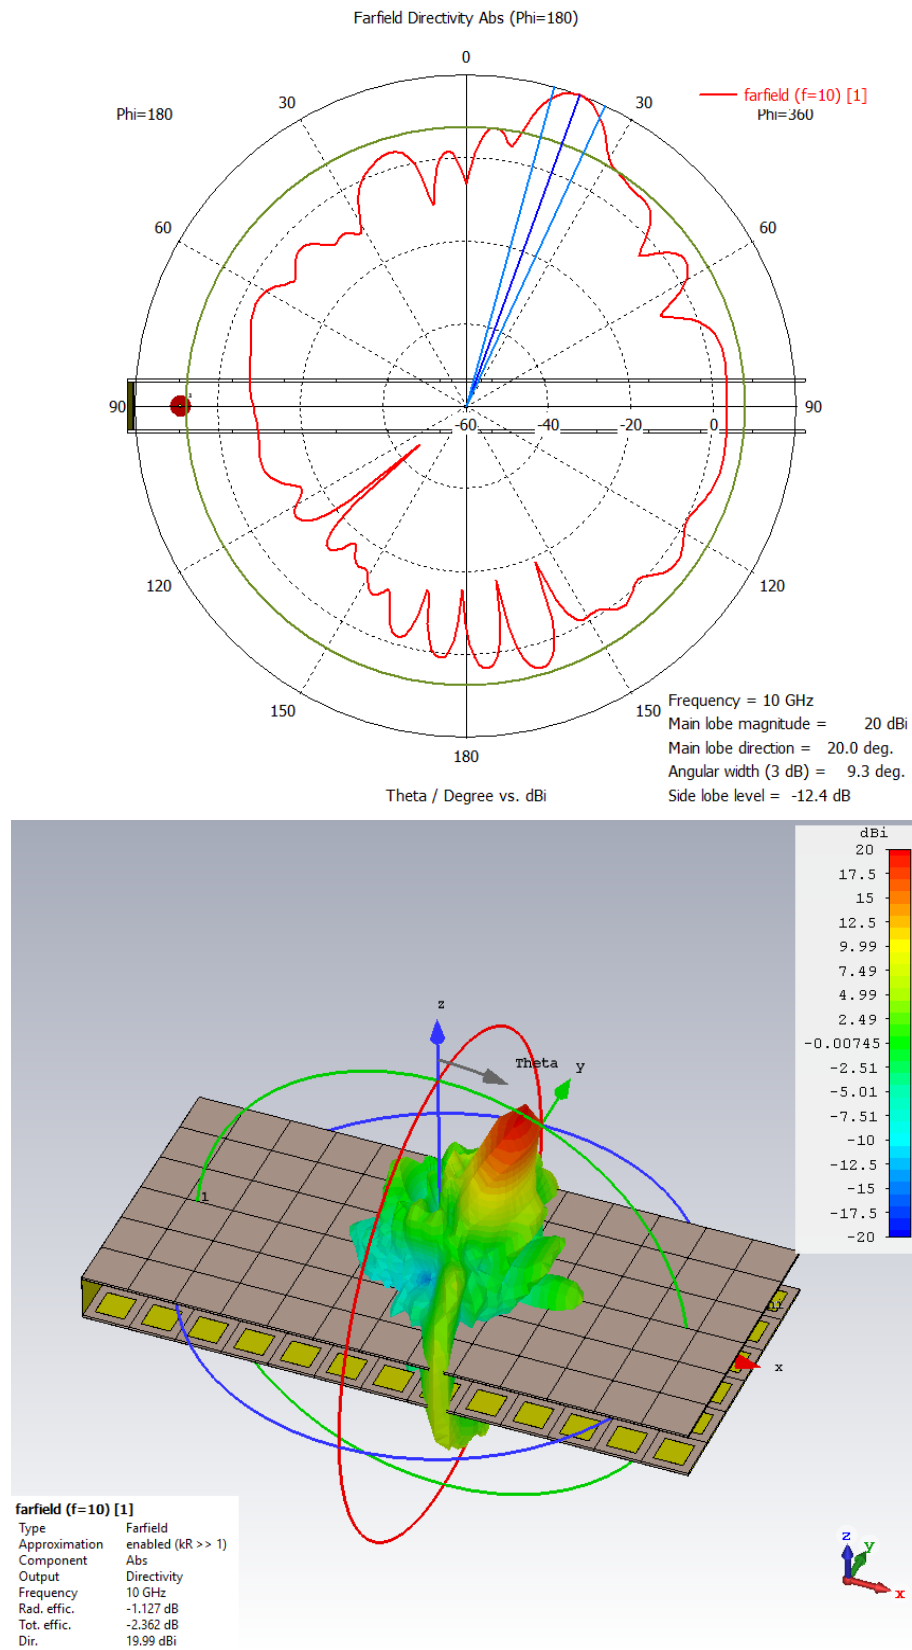 Farfield Directivity Abs (Phi=180)
0
30
30
farfield (f=10) [1]
Phi=180
Phi=360
60
60
90
90
-60
-40
-20
0
120
120
150
150
180
Frequency = 10 GHz
Main lobe magnitude = 20 dBi
Main lobe direction = 20.0 deg.
Angular width (3 dB) = 9.3 deg.
Side lobe level = -12.4 dB
Theta / Degree vs. dBi
dBi
20
17.5
15
12.5
9.99
7.49
4.99
2.49
-0.00745
-2.51
-5.01
-7.51
-10
-12.5
-15
-17.5
-20
z
Theta
y
1
x
farfield (f=10) [1]
Type Farfield
Approximation enabled (kR >> 1)
Component Abs
Output Directivity
Frequency 10 GHz
Rad. effic. -1.127 dB
Tot. effic. -2.362 dB
Dir. 19.99 dBi
z
y
x